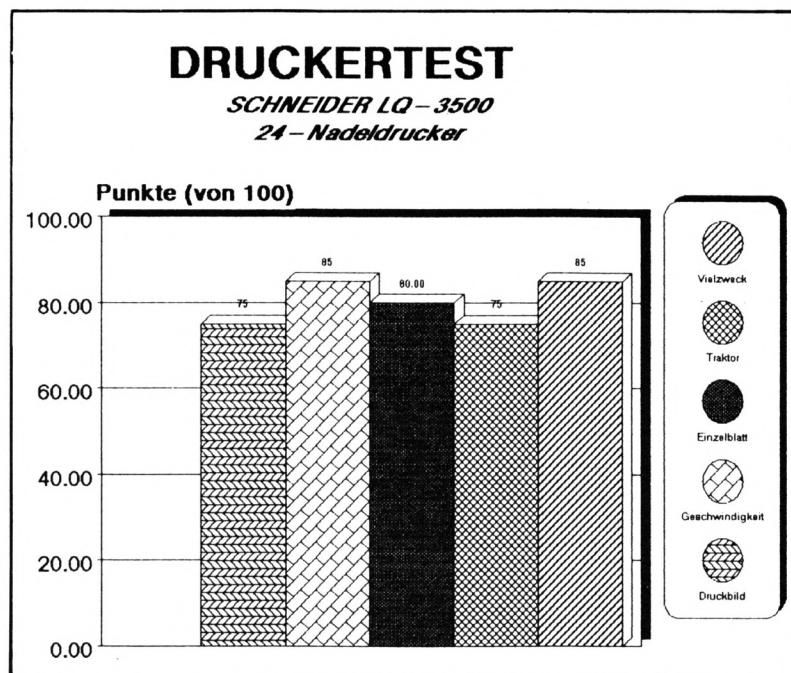 DRUCKERTEST
SCHNEIDER LQ – 3500
24 – Nadeldrucker
Punkte (von 100)
100.00
80.00
60.00
40.00
20.00
0.00
75
85
80.00
75
85
Vielzweck
Traktor
Einzelblatt
Geschwindigkeit
Druckbild